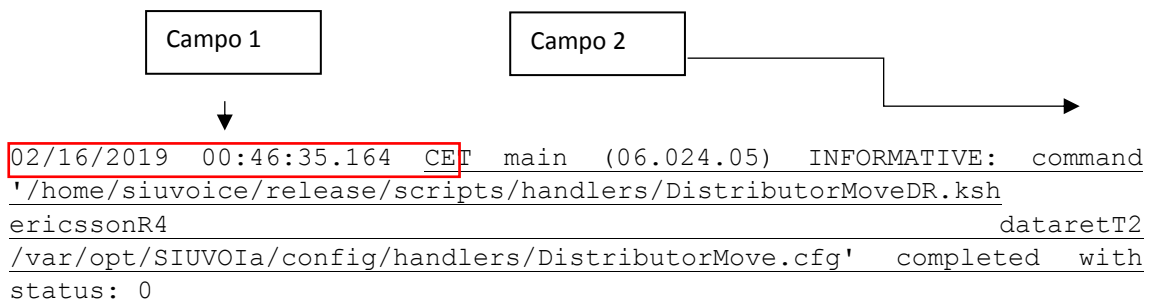 Campo 1
Campo 2
02/16/2019 00:46:35.164 CET main (06.024.05) INFORMATIVE: command
'/home/siuvoice/release/scripts/handlers/DistributorMoveDR.ksh
ericssonR4 dataretT2
/var/opt/SIUVOIa/config/handlers/DistributorMove.cfg' completed with
status: 0